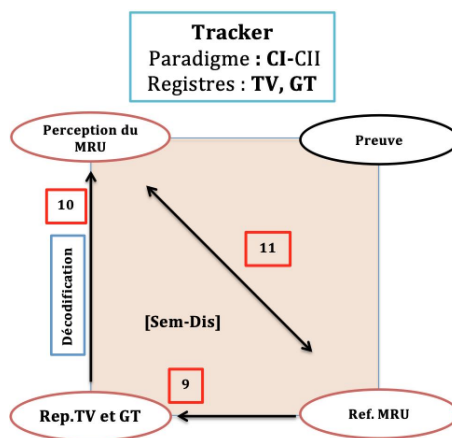 Tracker
Paradigme : CI-CII
Registres : TV, GT
Perception du
MRU
Preuve
10
Décodification
11
[Sem-Dis]
9
Rep.TV et GT
Ref. MRU